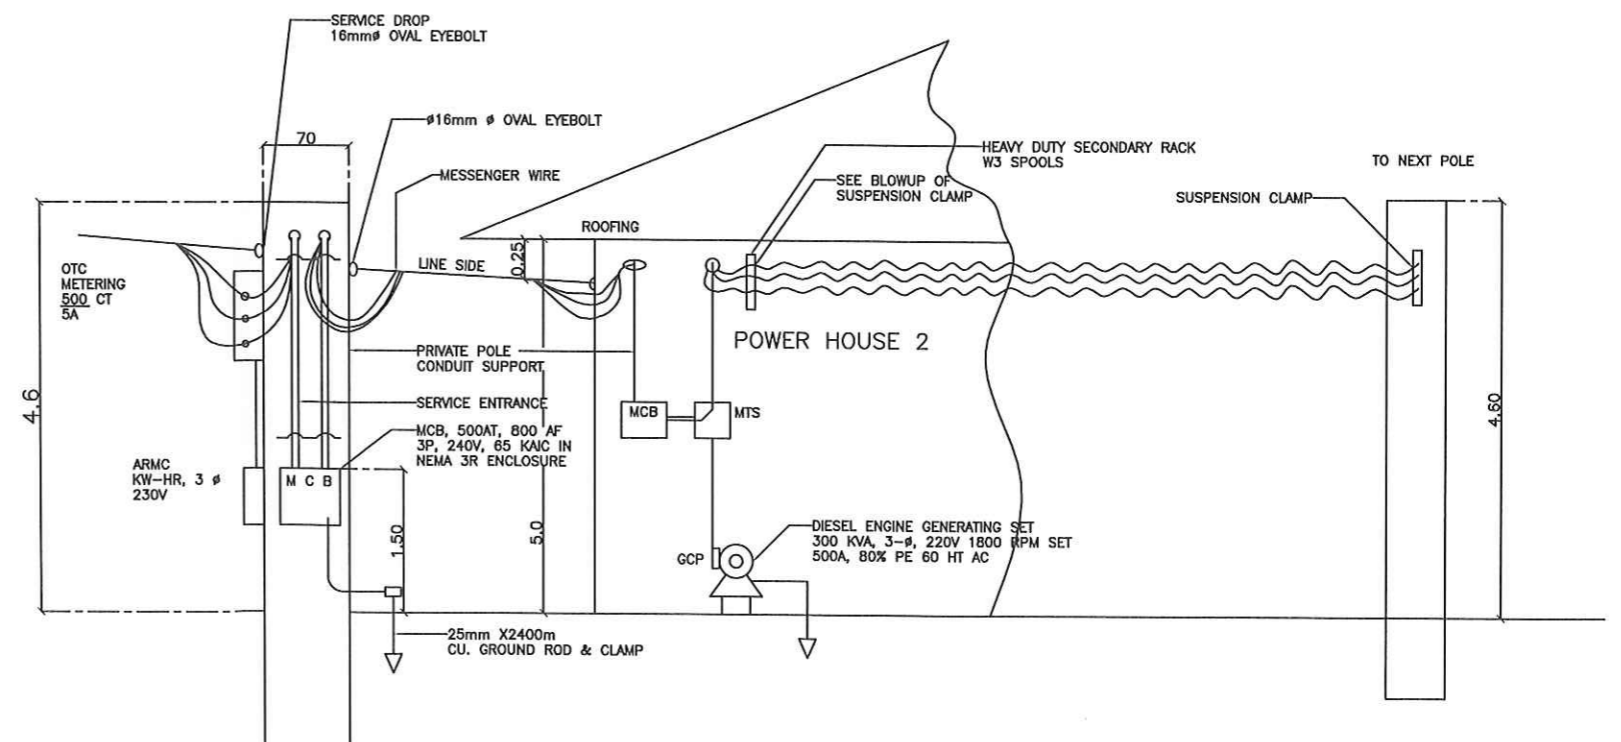 SERVICE DROP
16mmø OVAL EYEBOLT
70
ø16mm ø OVAL EYEBOLT
MESSENGER WIRE
HEAVY DUTY SECONDARY RACK
W3 SPOOLS
SEE BLOWUP OF
SUSPENSION CLAMP
TO NEXT POLE
SUSPENSION CLAMP
ROOFING
LINE SIDE
0.25
OTC
METERING
500 CT
5A
POWER HOUSE 2
PRIVATE POLE
CONDUIT SUPPORT
4.6
SERVICE ENTRANCE
MCB
MTS
4.60
MCB, 500AT, 800 AF
3P, 240V, 65 KAIC IN
NEMA 3R ENCLOSURE
ARMC
KW-HR, 3 ø
230V
M C B
1.50
5.0
DIESEL ENGINE GENERATING SET
300 KVA, 3-ø, 220V 1800 RPM SET
500A, 80% PE 60 HT AC
GCP
25mm X2400m
CU. GROUND ROD & CLAMP